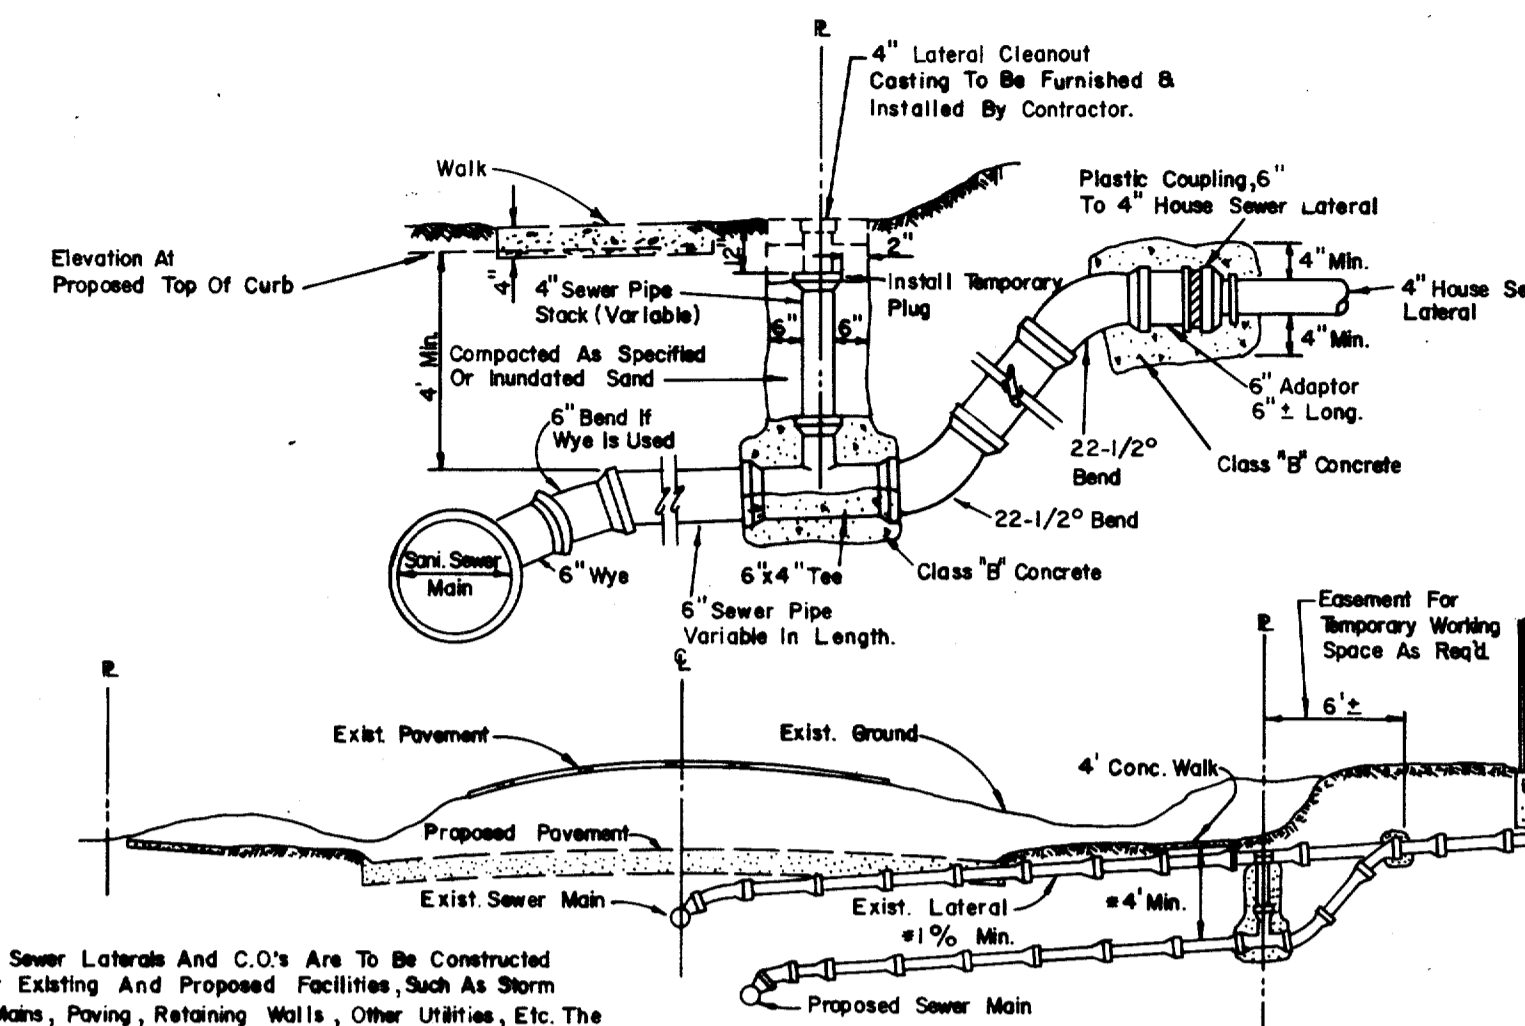 PL
4" Lateral Cleanout
Casting To Be Furnished &
Installed By Contractor.
Walk
Plastic Coupling, 6"
To 4" House Sewer Lateral
Elevation At
Proposed Top Of Curb
4"
12"
2"
4" Min.
4" Sewer Pipe
Stack (Variable)
Install Temporary
Plug
4" House Se
Lateral
6"
6"
4" Min.
4' Min.
Compacted As Specified
Or Inundated Sand
6" Adaptor
6" ± Long.
6" Bend If
Wye Is Used
22-1/2°
Bend
Class "B" Concrete
22-1/2° Bend
Sani. Sewer
Main
6" Wye
6"x4" Tee
Class "B" Concrete
6" Sewer Pipe
Variable In Length.
Easement For
Temporary Working
Space As Req'd.
PL
CL
PL
6'±
Exist. Pavement
Exist. Ground
4' Conc. Walk
Proposed Pavement
Exist. Sewer Main
Exist. Lateral
*1% Min.
*4' Min.
Proposed Sewer Main
Sewer Laterals And C.O.'s Are To Be Constructed
Existing And Proposed Facilities, Such As Storm
Mains, Paving, Retaining Walls, Other Utilities, Etc. The